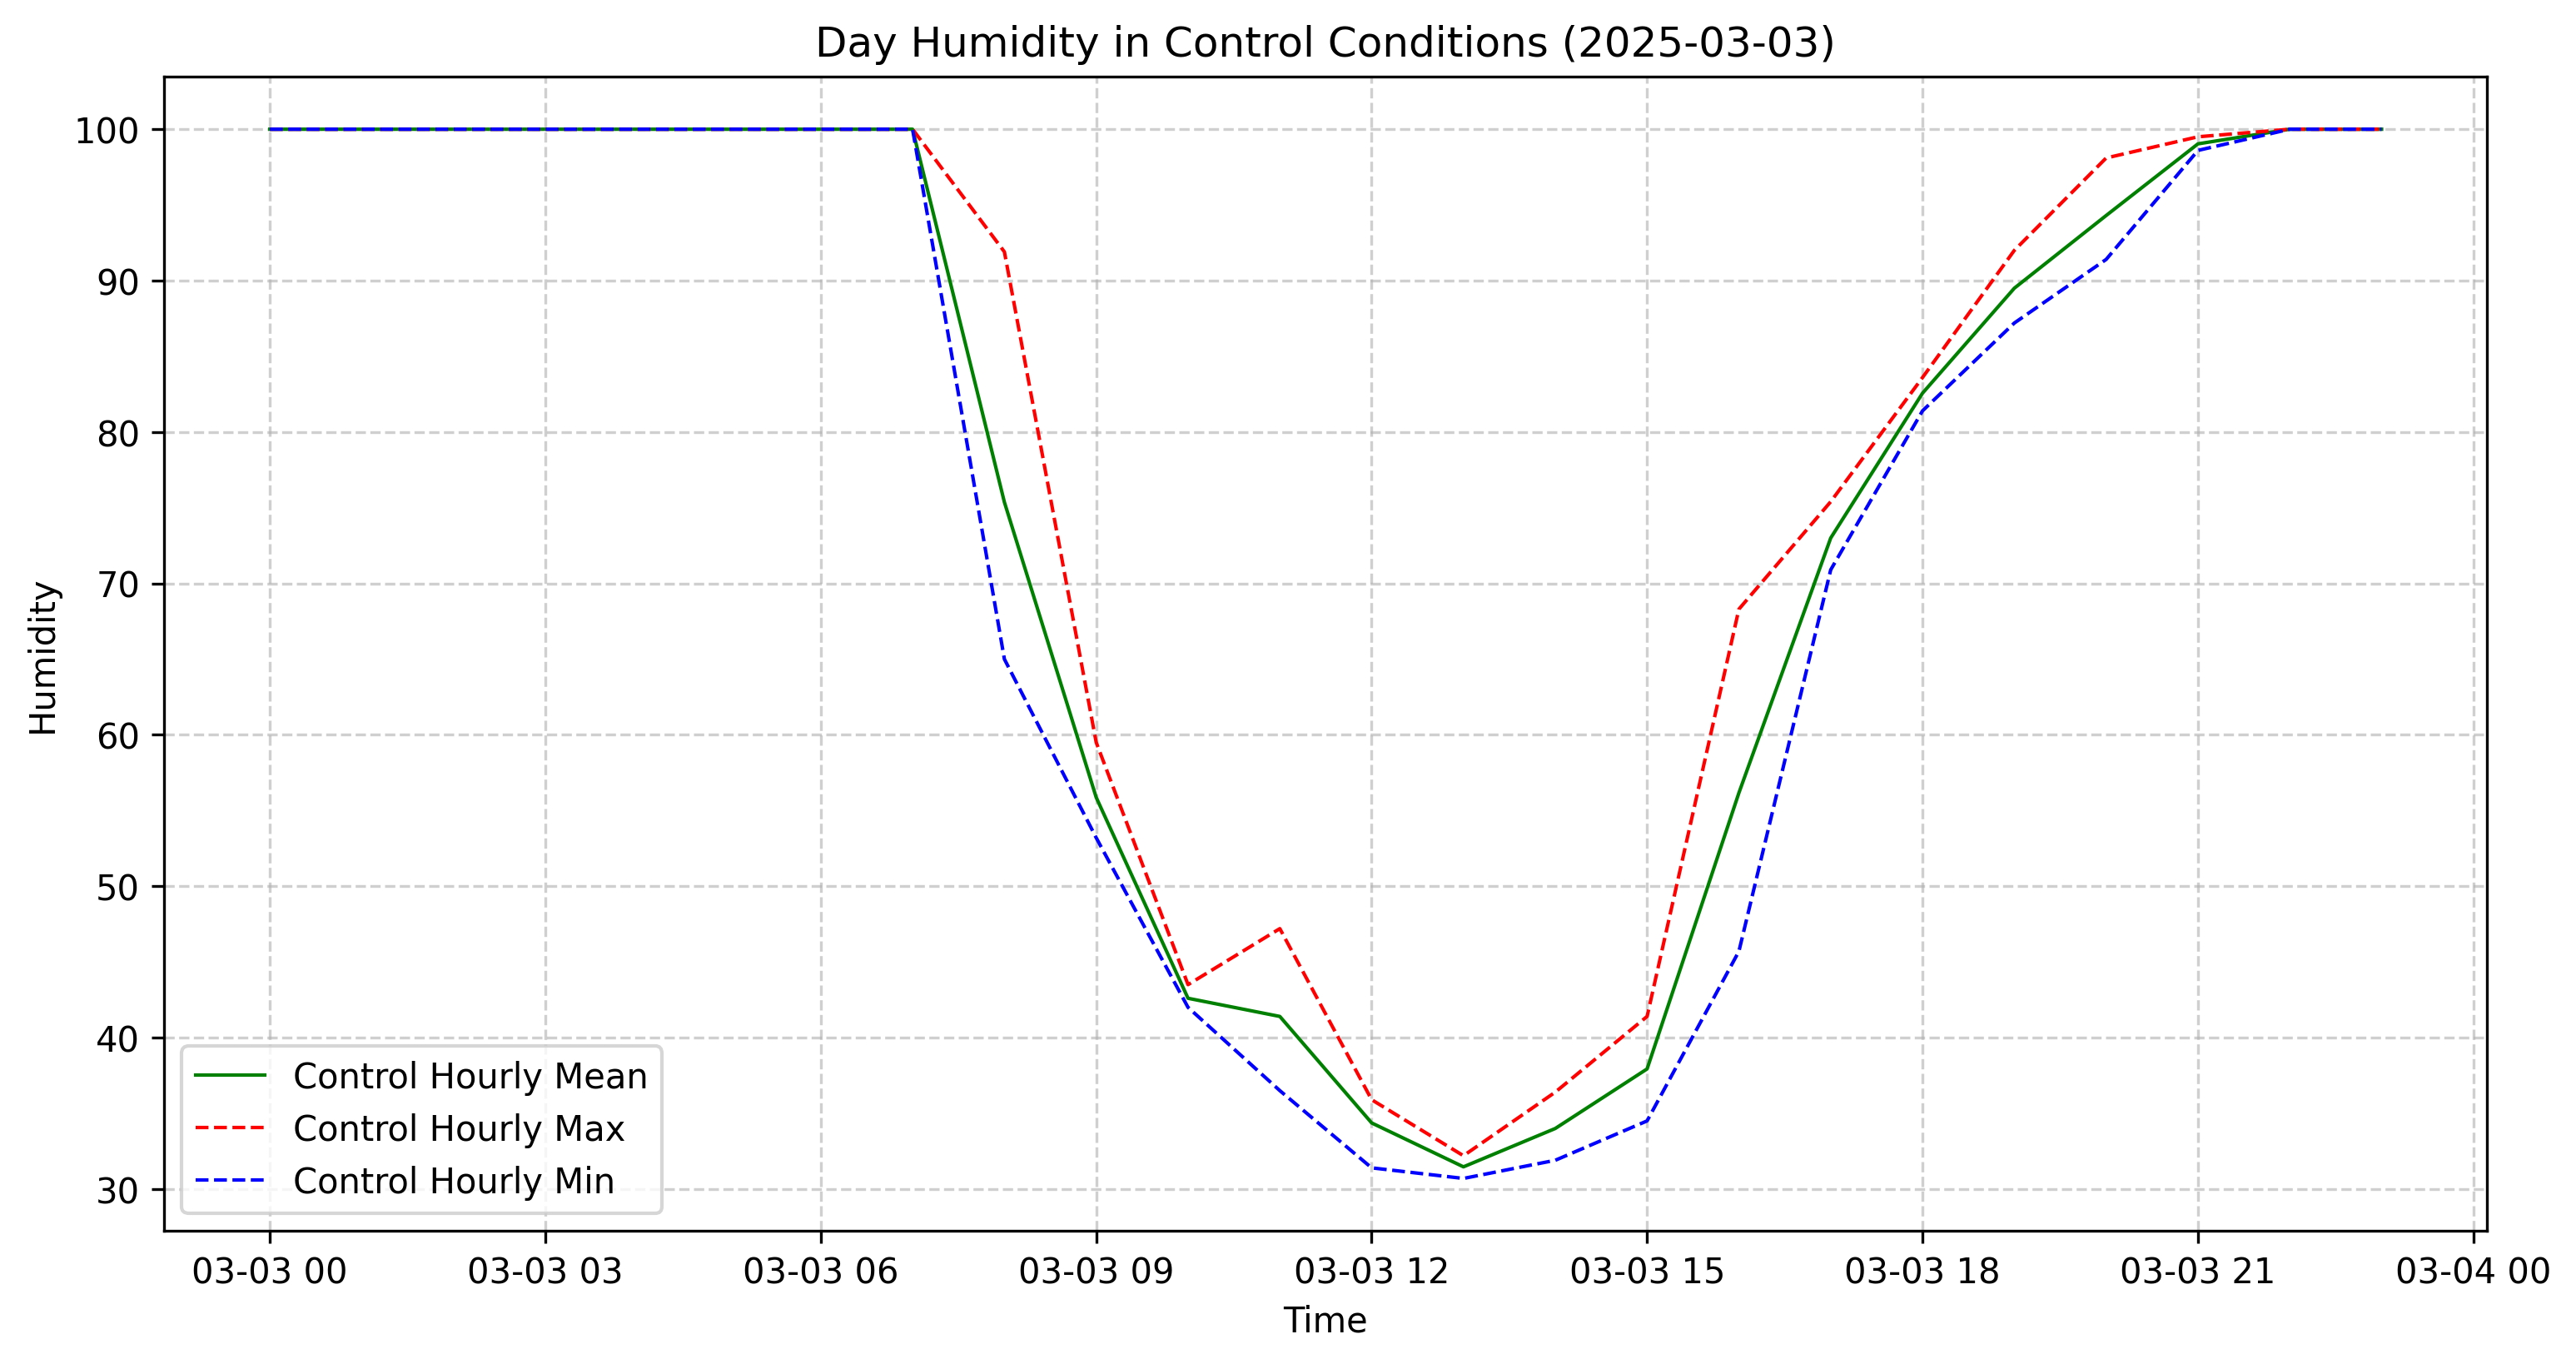 Day Humidity in Control Conditions (2025-03-03)
Humidity
100
90
80
70
60
50
40
30
Control Hourly Mean
Control Hourly Max
Control Hourly Min
03-03 00 03-03 03 03-03 06 03-03 09 03-03 12 03-03 15 03-03 18 03-03 21 03-04 00
Time